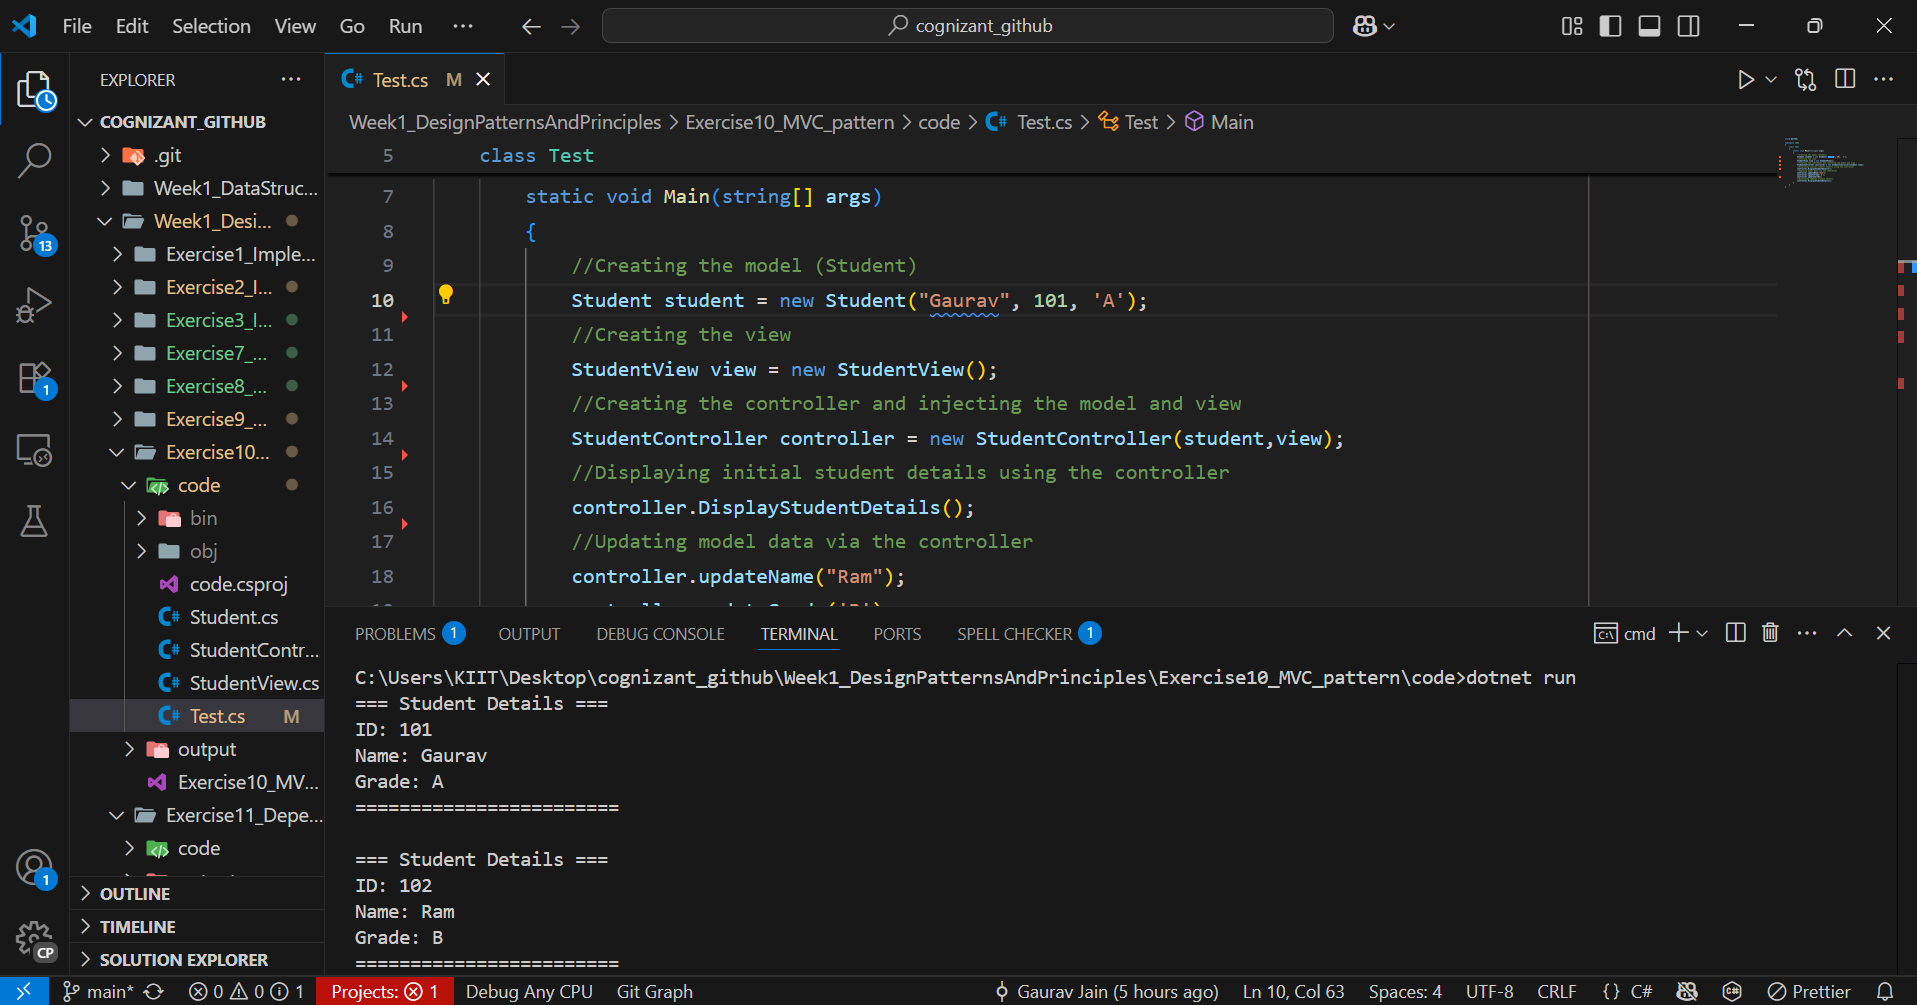 File Edit Selection View Go Run ··· cognizant_github
EXPLORER ···
COGNIZANT_GITHUB
.git
Week1_DataStruc...
Week1_Desi...
Exercise1_Imple...
Exercise2_I...
Exercise3_I...
Exercise7_...
Exercise8_...
Exercise9_...
Exercise10...
code
bin
obj
code.csproj
Student.cs
StudentContr...
StudentView.cs
Test.cs M
output
Exercise10_MV...
Exercise11_Depe...
code
OUTLINE
TIMELINE
SOLUTION EXPLORER
13
1
1
CP
Test.cs M
Week1_DesignPatternsAndPrinciples > Exercise10_MVC_pattern > code > Test.cs > Test > Main
5 class Test
7 static void Main(string[] args)
8 {
9 //Creating the model (Student)
10 Student student = new Student("Gaurav", 101, 'A');
11 //Creating the view
12 StudentView view = new StudentView();
13 //Creating the controller and injecting the model and view
14 StudentController controller = new StudentController(student,view);
15 //Displaying initial student details using the controller
16 controller.DisplayStudentDetails();
17 //Updating model data via the controller
18 controller.updateName("Ram");
PROBLEMS 1 OUTPUT DEBUG CONSOLE TERMINAL PORTS SPELL CHECKER 1 cmd
C:\Users\KIIT\Desktop\cognizant_github\Week1_DesignPatternsAndPrinciples\Exercise10_MVC_pattern\code>dotnet run
=== Student Details ===
ID: 101
Name: Gaurav
Grade: A
========================
=== Student Details ===
ID: 102
Name: Ram
Grade: B
========================
main* 0 0 1 Projects: 1 Debug Any CPU Git Graph Gaurav Jain (5 hours ago) Ln 10, Col 63 Spaces: 4 UTF-8 CRLF {} C# Prettier